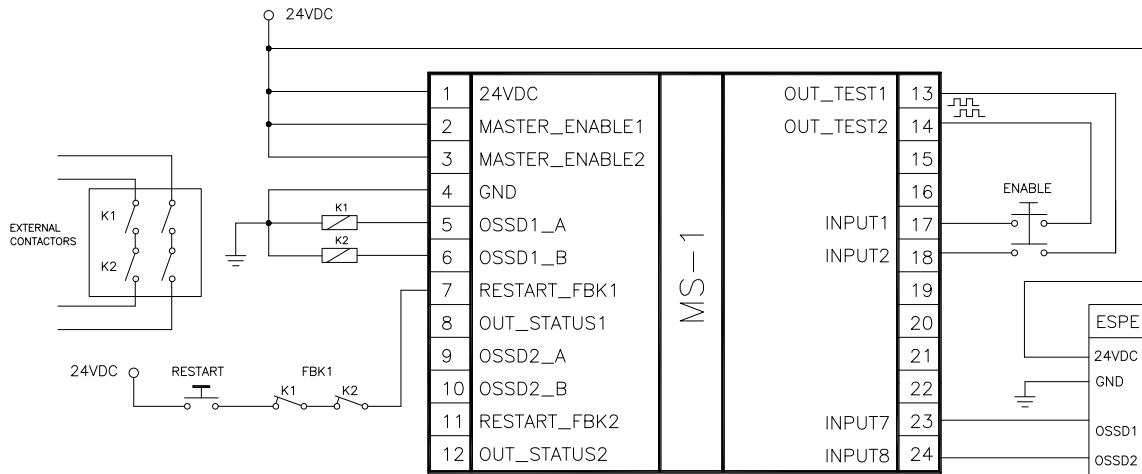 24VDC
1 24VDC
2 MASTER_ENABLE1
3 MASTER_ENABLE2
4 GND
5 OSSD1_A
6 OSSD1_B
7 RESTART_FBK1
8 OUT_STATUS1
9 OSSD2_A
10 OSSD2_B
11 RESTART_FBK2
12 OUT_STATUS2
MS-1
OUT_TEST1 13
OUT_TEST2 14
15
16
INPUT1 17
INPUT2 18
19
20
21
22
INPUT7 23
INPUT8 24
K1
K2
EXTERNAL
CONTACTORS
K1
K2
24VDC
RESTART
FBK1
K1
K2
ENABLE
ESPE
24VDC
GND
OSSD1
OSSD2